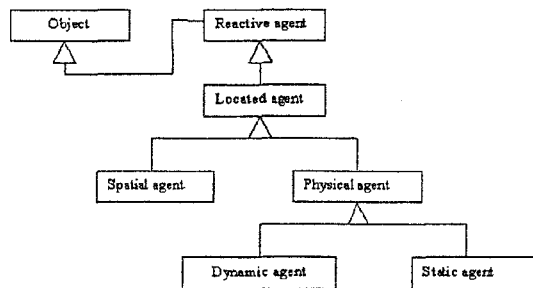 Object
Reactive agent
Located agent
Spatial agent
Physical agent
Dynamic agent
Static agent